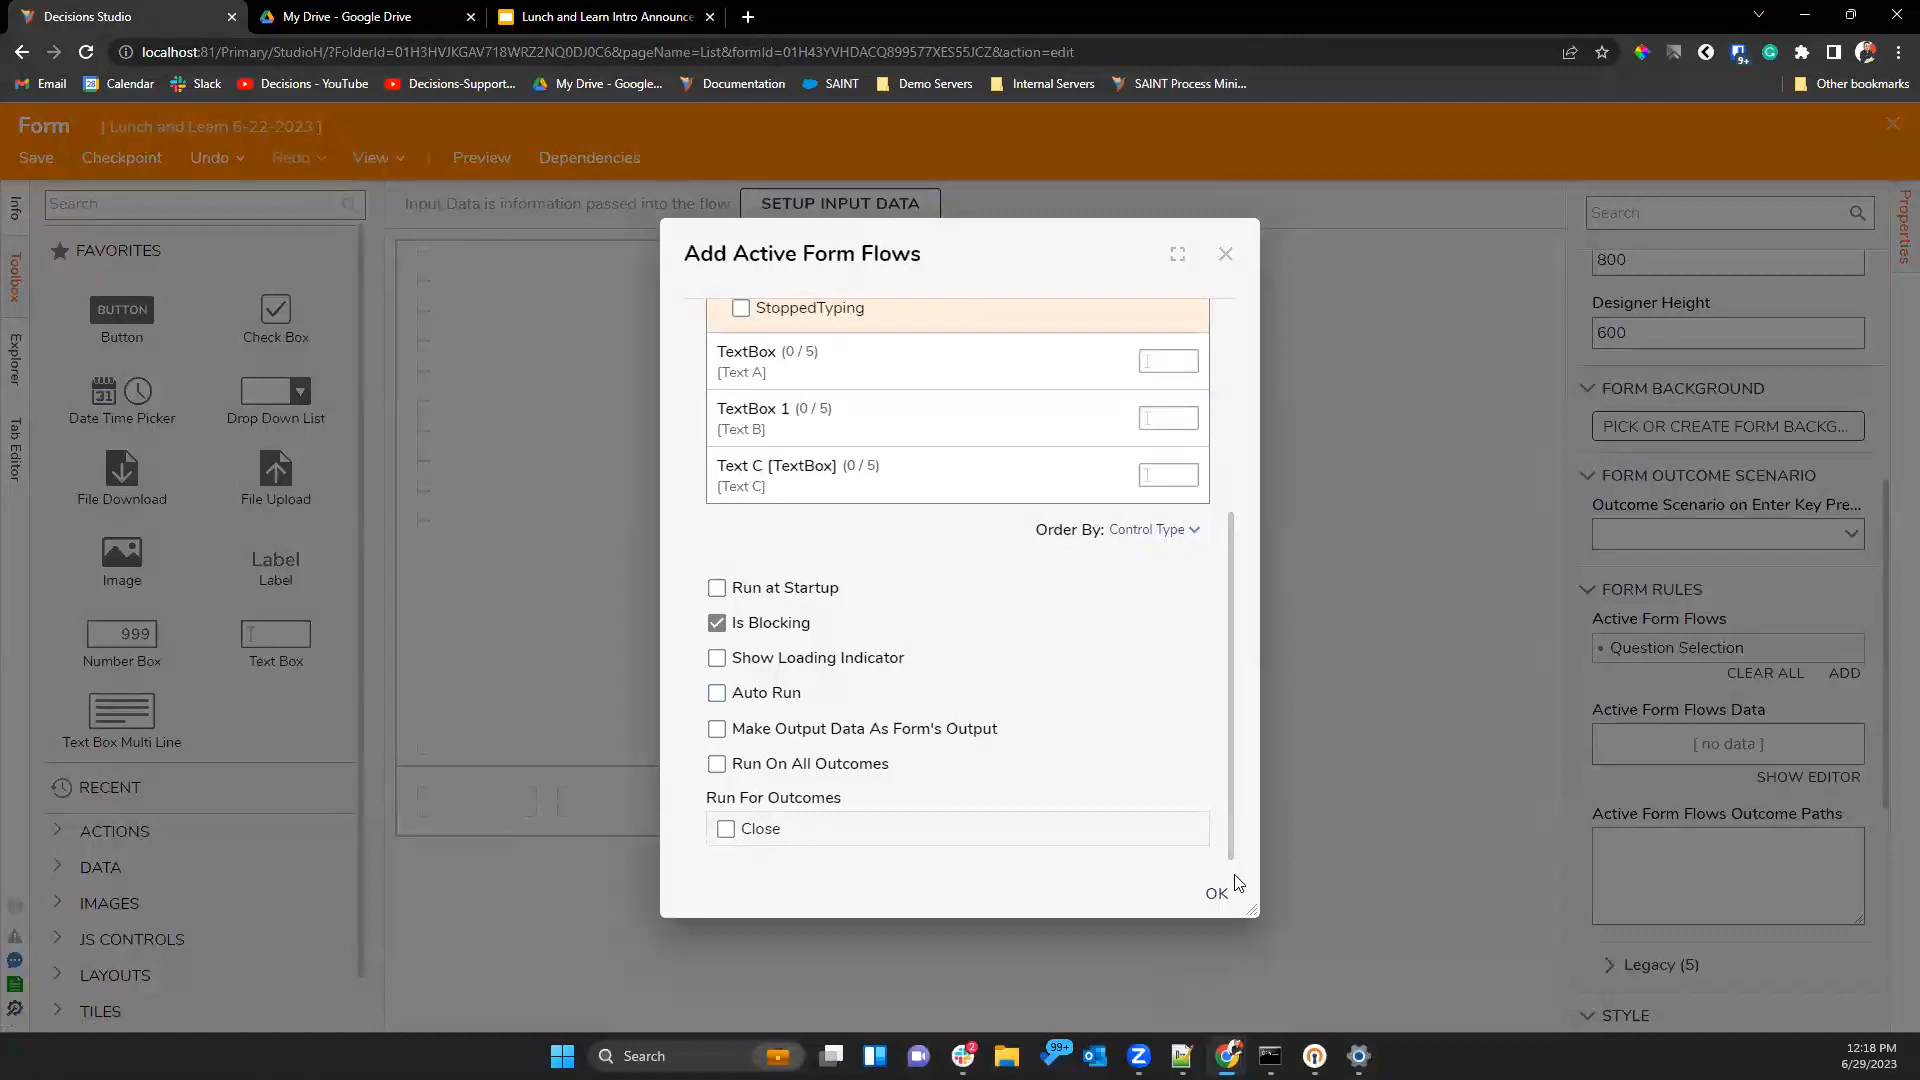 Decisions Studio
My Drive - Google Drive
Lunch and Learn Intro Announce
localhost:81/Primary/StudioH/?FolderId=01H3HVJKGAV718WRZ2NQ0DJ0C6&pageName=List&formId=01H43YVHDACQ899577XES55JCZ&action=edit
9+
Email
Calendar
Slack
Decisions - YouTube
Decisions-Support...
My Drive - Google...
Documentation
SAINT
Demo Servers
Internal Servers
SAINT Process Mini...
Other bookmarks
Form
[ Lunch and Learn 6-22-2023 ]
Save
Checkpoint
Undo
Redo
View
Preview
Dependencies
Info
Toolbox
Explorer
Tab Editor
Search
FAVORITES
BUTTON
Button
Check Box
31
Date Time Picker
Drop Down List
File Download
File Upload
Image
Label
Label
999
Number Box
Text Box
Text Box Multi Line
RECENT
ACTIONS
DATA
IMAGES
JS CONTROLS
LAYOUTS
TILES
Input Data is information passed into the flow
SETUP INPUT DATA
Add Active Form Flows
StoppedTyping
TextBox (0 / 5)
[Text A]
TextBox 1 (0 / 5)
[Text B]
Text C [TextBox] (0 / 5)
[Text C]
Order By: Control Type
Run at Startup
Is Blocking
Show Loading Indicator
Auto Run
Make Output Data As Form's Output
Run On All Outcomes
Run For Outcomes
Close
OK
Properties
Search
800
Designer Height
600
FORM BACKGROUND
PICK OR CREATE FORM BACKG...
FORM OUTCOME SCENARIO
Outcome Scenario on Enter Key Pre...
FORM RULES
Active Form Flows
• Question Selection
CLEAR ALL
ADD
Active Form Flows Data
[ no data ]
SHOW EDITOR
Active Form Flows Outcome Paths
Legacy (5)
STYLE
Search
2
99+
12:18 PM
6/29/2023